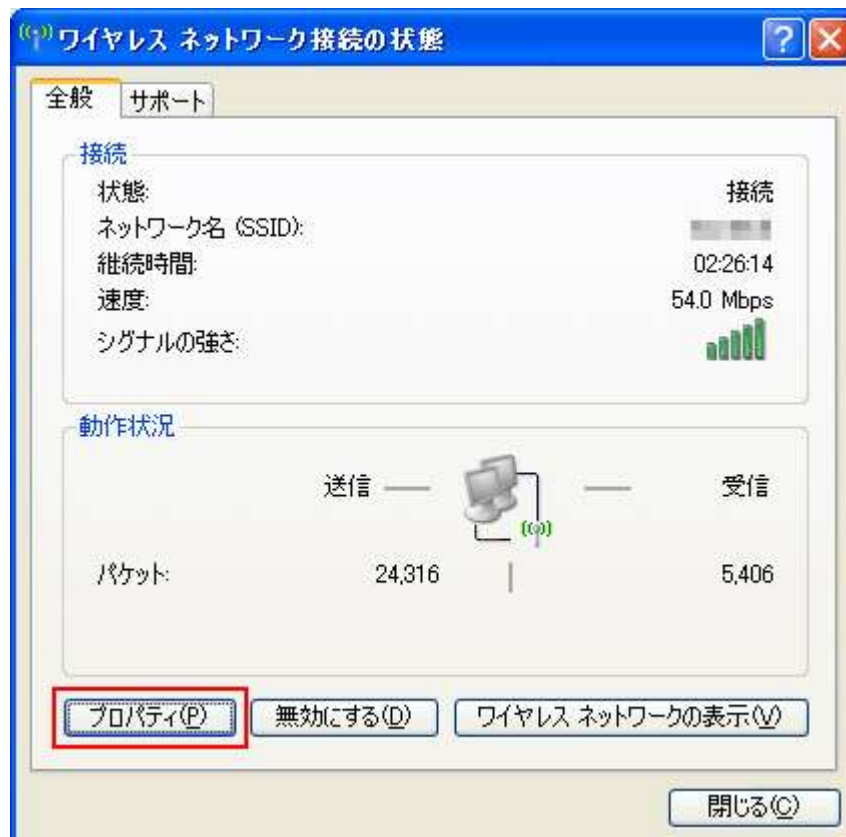 ワイヤレス ネットワーク接続の状態
全般 サポート
接続
状態: 接続
ネットワーク名 (SSID):
継続時間: 02:26:14
速度: 54.0 Mbps
シグナルの強さ:
動作状況
送信 受信
パケット: 24,316 5,406
プロパティ(P) 無効にする(D) ワイヤレス ネットワークの表示(V)
閉じる(C)